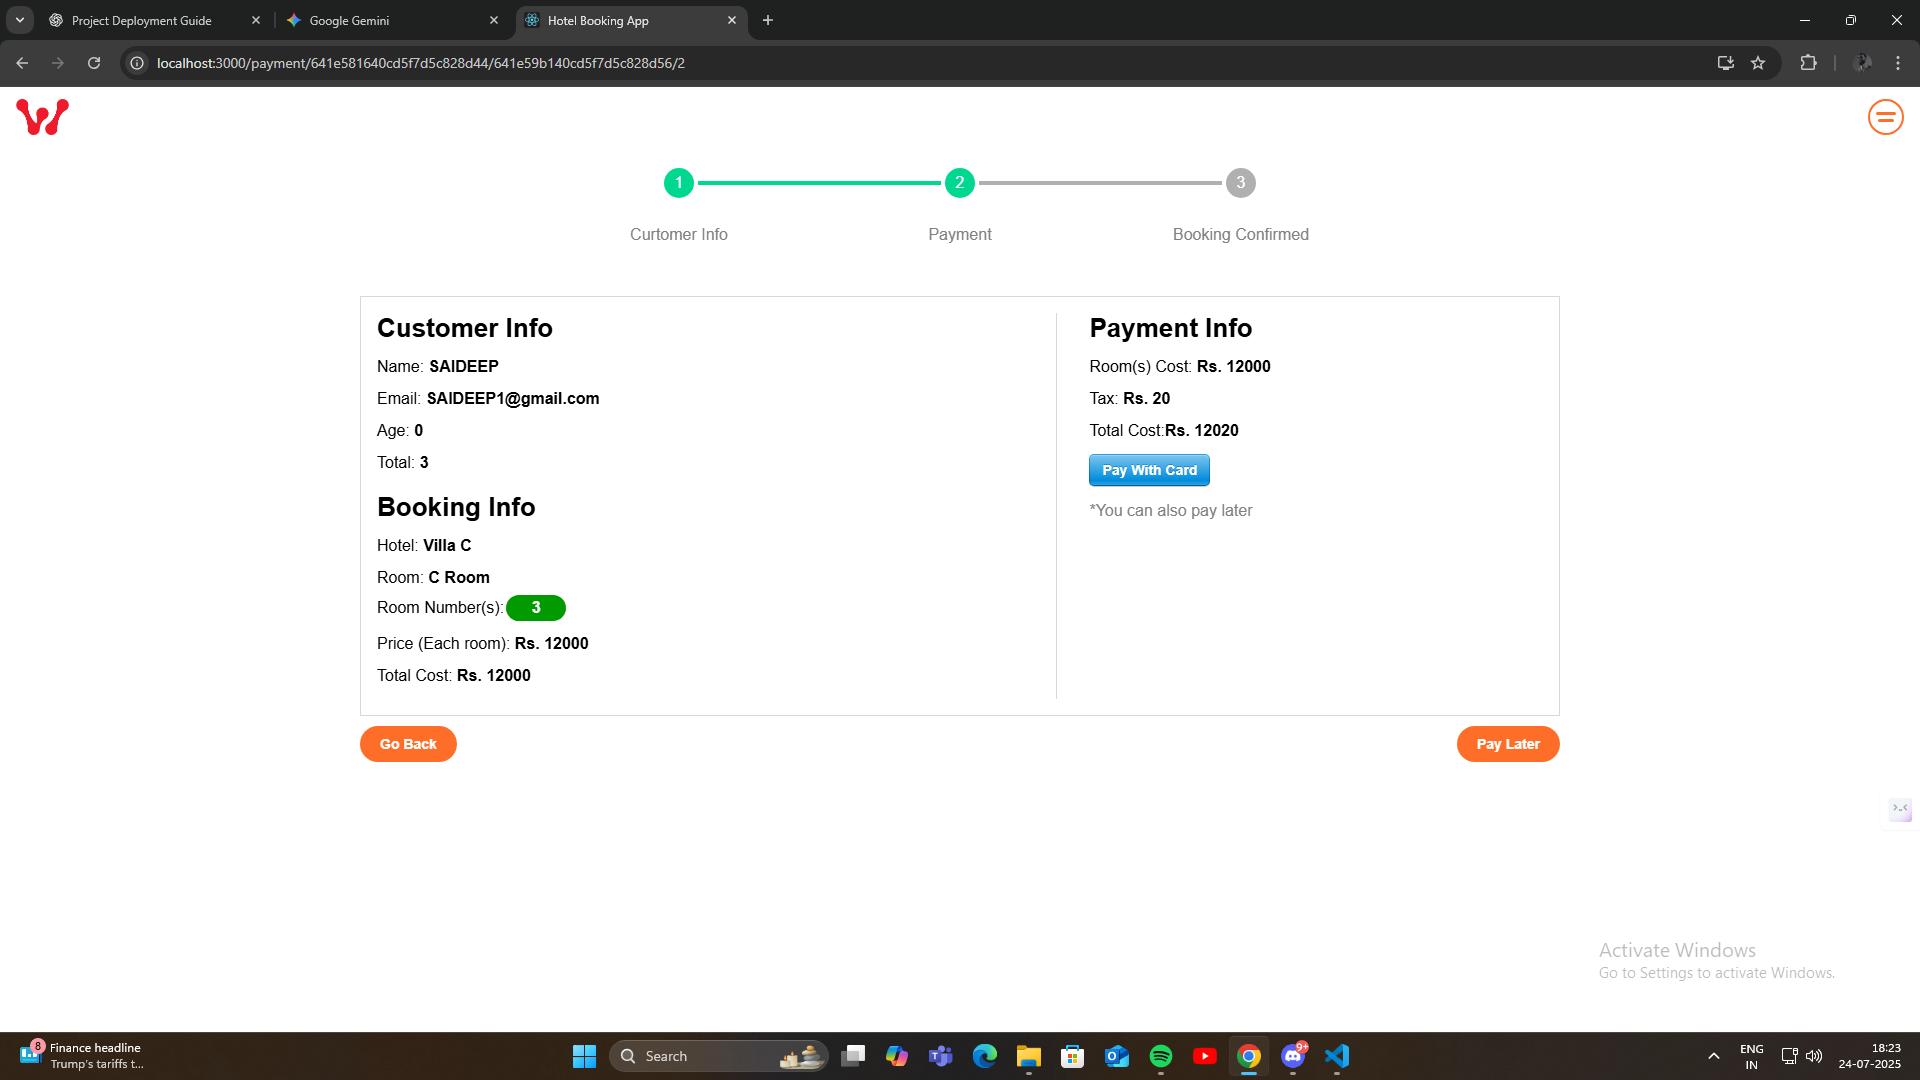 Project Deployment Guide
Google Gemini
Hotel Booking App
localhost:3000/payment/641e581640cd5f7d5c828d44/641e59b140cd5f7d5c828d56/2
1
2
3
Curtomer Info
Payment
Booking Confirmed
Customer Info
Name: SAIDEEP
Email: SAIDEEP1@gmail.com
Age: 0
Total: 3
Booking Info
Hotel: Villa C
Room: C Room
Room Number(s): 3
Price (Each room): Rs. 12000
Total Cost: Rs. 12000
Payment Info
Room(s) Cost: Rs. 12000
Tax: Rs. 20
Total Cost:Rs. 12020
Pay With Card
*You can also pay later
Go Back
Pay Later
Activate Windows
Go to Settings to activate Windows.
8
Finance headline
Trump's tariffs t...
Search
9+
ENG
IN
18:23
24-07-2025